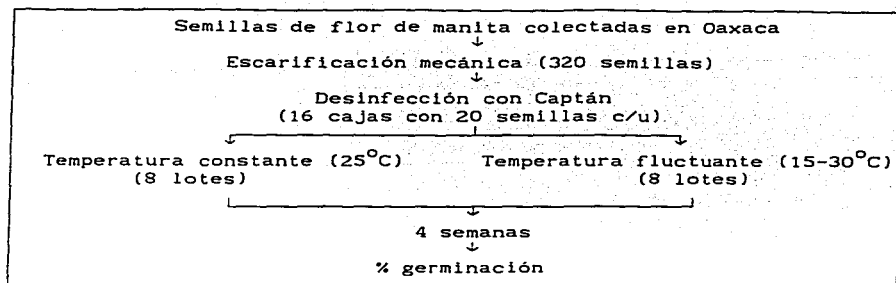 Semillas de flor de manita colectadas en Oaxaca
↓
Escarificación mecánica (320 semillas)
↓
Desinfección con Captán
(16 cajas con 20 semillas c/u)
Temperatura constante (25°C) Temperatura fluctuante (15-30°C)
(8 lotes) (8 lotes)
↓
4 semanas
↓
% germinación